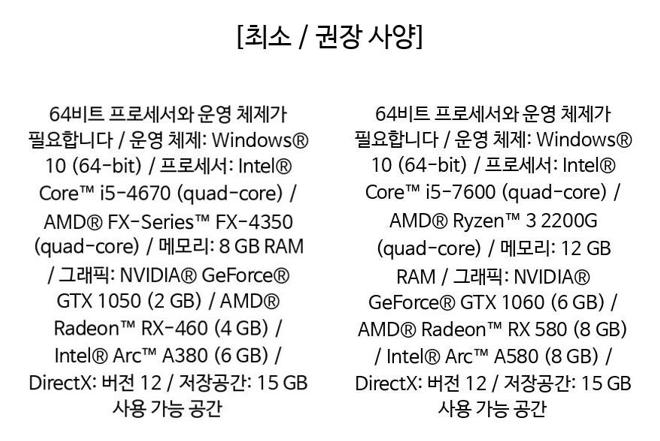 [최소 / 권장 사양]
64비트 프로세서와 운영 체제가
필요합니다 / 운영 체제: Windows®
10 (64-bit) / 프로세서: Intel®
Core™ i5-4670 (quad-core) /
AMD® FX-Series™ FX-4350
(quad-core) / 메모리: 8 GB RAM
/ 그래픽: NVIDIA® GeForce®
GTX 1050 (2 GB) / AMD®
Radeon™ RX-460 (4 GB) /
Intel® Arc™ A380 (6 GB) /
DirectX: 버전 12 / 저장공간: 15 GB
사용 가능 공간
64비트 프로세서와 운영 체제가
필요합니다 / 운영 체제: Windows®
10 (64-bit) / 프로세서: Intel®
Core™ i5-7600 (quad-core) /
AMD® Ryzen™ 3 2200G
(quad-core) / 메모리: 12 GB
RAM / 그래픽: NVIDIA®
GeForce® GTX 1060 (6 GB) /
AMD® Radeon™ RX 580 (8 GB)
/ Intel® Arc™ A580 (8 GB) /
DirectX: 버전 12 / 저장공간: 15 GB
사용 가능 공간